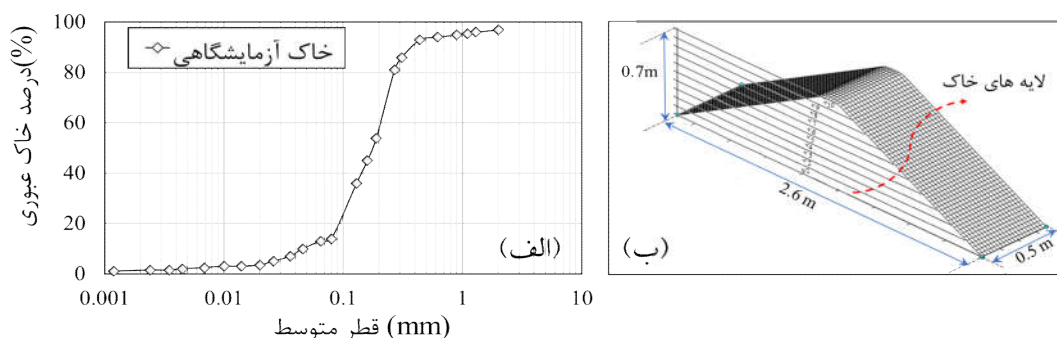 100
80
60
40
20
0
درصد خاک عبوری(%)
خاک آزمایشگاهی
(الف)
0.001
0.01
0.1
1
10
قطر متوسط (mm)
0.7m
لایه های خاک
2.6 m
0.5 m
(ب)